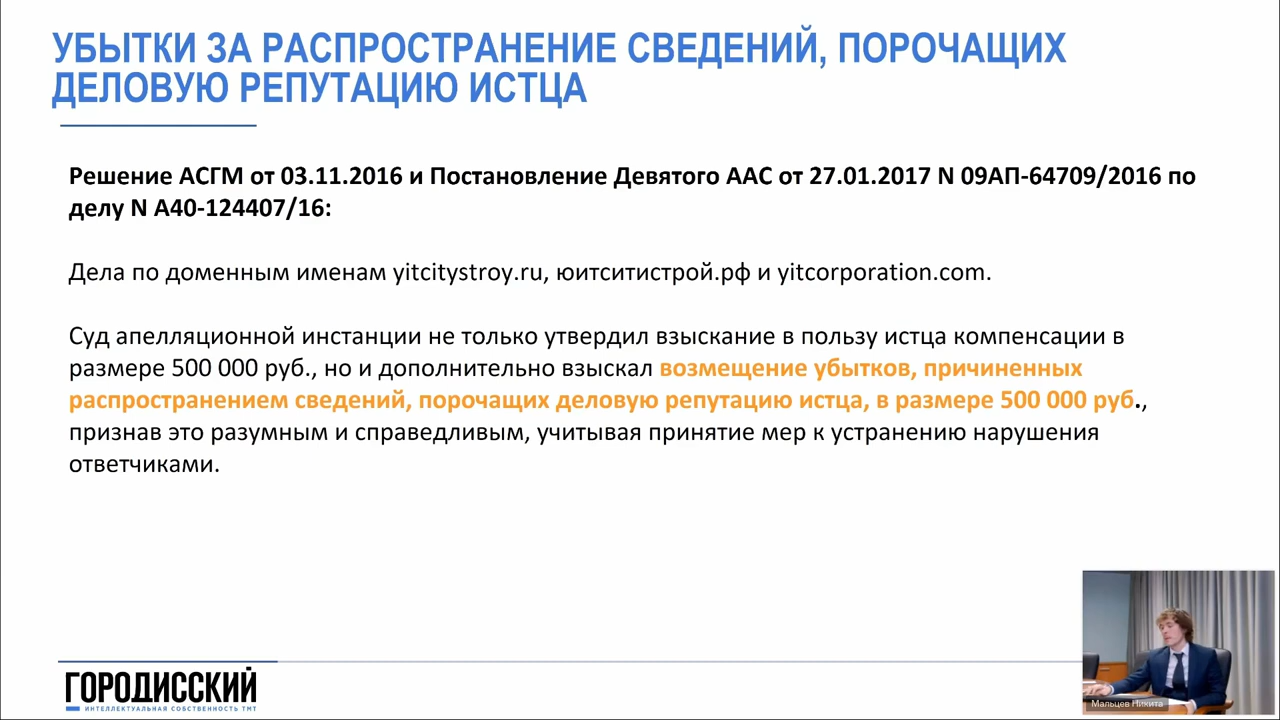 УБЫТКИ ЗА РАСПРОСТРАНЕНИЕ СВЕДЕНИЙ, ПОРОЧАЩИХ
ДЕЛОВУЮ РЕПУТАЦИЮ ИСТЦА
Решение АСГМ от 03.11.2016 и Постановление Девятого ААС от 27.01.2017 N 09АП-64709/2016 по
делу N А40-124407/16:
Дела по доменным именам yitcitystroy.ru, юитситистрой.рф и yitcorporation.com.
Суд апелляционной инстанции не только утвердил взыскание в пользу истца компенсации в
размере 500 000 руб., но и дополнительно взыскал возмещение убытков, причиненных
распространением сведений, порочащих деловую репутацию истца, в размере 500 000 руб.,
признав это разумным и справедливым, учитывая принятие мер к устранению нарушения
ответчиками.
ГОРОДИССКИЙ
ИНТЕЛЛЕКТУАЛЬНАЯ СОБСТВЕННОСТЬ ТМТ
Мальцев Никита